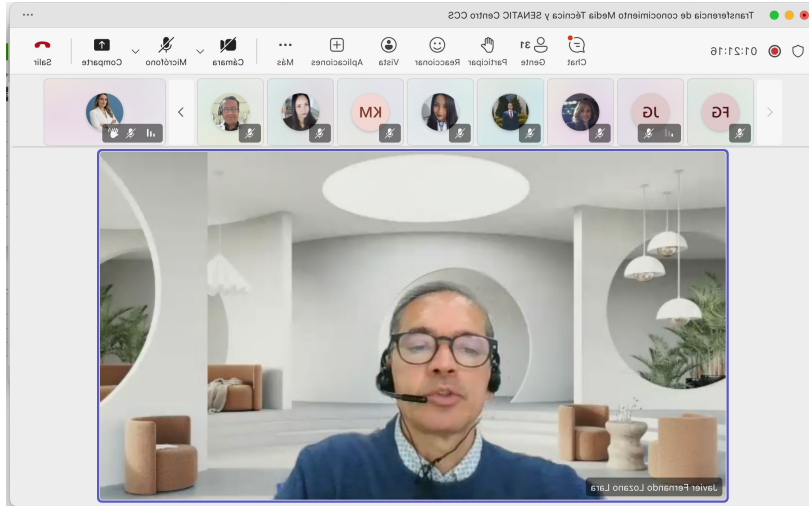 Transferencia de conocimiento Media Técnica y SENATIC Centro CCS
01:21:16
Chat
31
Gente
Participar
Reaccionar
Vista
Aplicaciones
Más
Cámara
Micrófono
Comparte
Salir
FG
JG
KM
Javier Fernando Lozano Lara